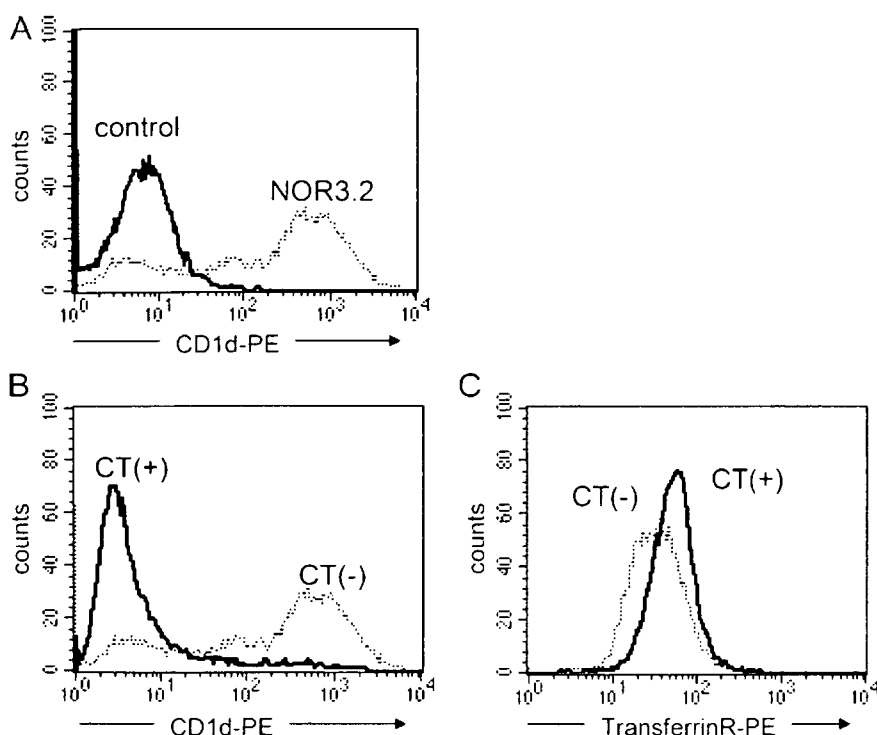 A
100
80
60
40
20
0
counts
control
NOR3.2
10^0
10^1
10^2
10^3
10^4
CD1d-PE
B
100
80
60
40
20
0
counts
CT(+)
CT(-)
10^0
10^1
10^2
10^3
10^4
CD1d-PE
C
100
80
60
40
20
0
counts
CT(-)
CT(+)
10^0
10^1
10^2
10^3
10^4
TransferrinR-PE